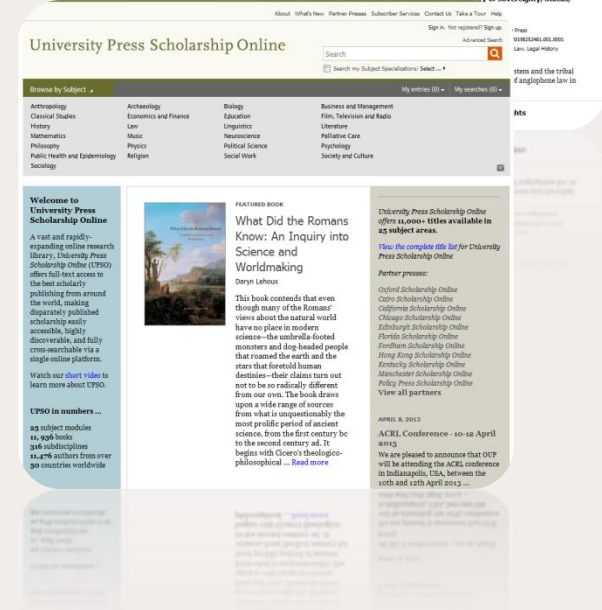 About What's New Partner Presses Subscriber Services Contact Us Take a Tour Help
Sign in. Not registered? Sign up.
University Press Scholarship Online
Advanced Search
Search
Search my Subject Specializations: Select ...
Browse by Subject
My entries (0)
My searches (0)
Anthropology
Classical Studies
History
Mathematics
Philosophy
Public Health and Epidemiology
Sociology
Archaeology
Economics and Finance
Law
Music
Physics
Religion
Biology
Education
Linguistics
Neuroscience
Political Science
Social Work
Business and Management
Film, Television and Radio
Literature
Palliative Care
Psychology
Society and Culture
Welcome to
University Press
Scholarship Online
A vast and rapidly-
expanding online research
library, University Press
Scholarship Online (UPSO)
offers full-text access to
the best scholarly
publishing from around
the world, making
disparately published
scholarship easily
accessible, highly
discoverable, and fully
cross-searchable via a
single online platform.
Watch our short video to
learn more about UPSO.
UPSO in numbers ...
25 subject modules
11, 936 books
316 subdisciplines
11,476 authors from over
50 countries worldwide
FEATURED BOOK
What Did the Romans
Know: An Inquiry into
Science and
Worldmaking
Daryn Lehoux
This book contends that even
though many of the Romans'
views about the natural world
have no place in modern
science—the umbrella-footed
monsters and dog-headed people
that roamed the earth and the
stars that foretold human
destinies—their claims turn out
not to be so radically different
from our own. The book draws
upon a wide range of sources
from what is unquestionably the
most prolific period of ancient
science, from the first century bc
to the second century ad. It
begins with Cicero's theologico-
philosophical ... Read more
University Press Scholarship Online
offers 11,000+ titles available in
25 subject areas.
View the complete title list for University
Press Scholarship Online
Partner presses:
Oxford Scholarship Online
Cairo Scholarship Online
California Scholarship Online
Chicago Scholarship Online
Edinburgh Scholarship Online
Florida Scholarship Online
Fordham Scholarship Online
Hong Kong Scholarship Online
Kentucky Scholarship Online
Manchester Scholarship Online
Policy Press Scholarship Online
View all partners
APRIL 8, 2013
ACRL Conference - 10-12 April
2013
We are pleased to announce that OUP
will be attending the ACRL conference
in Indianapolis, USA, between the
10th and 12th April 2013 ...
Press
Law, Legal History
stem and the tribal
of anglophone law in
hts